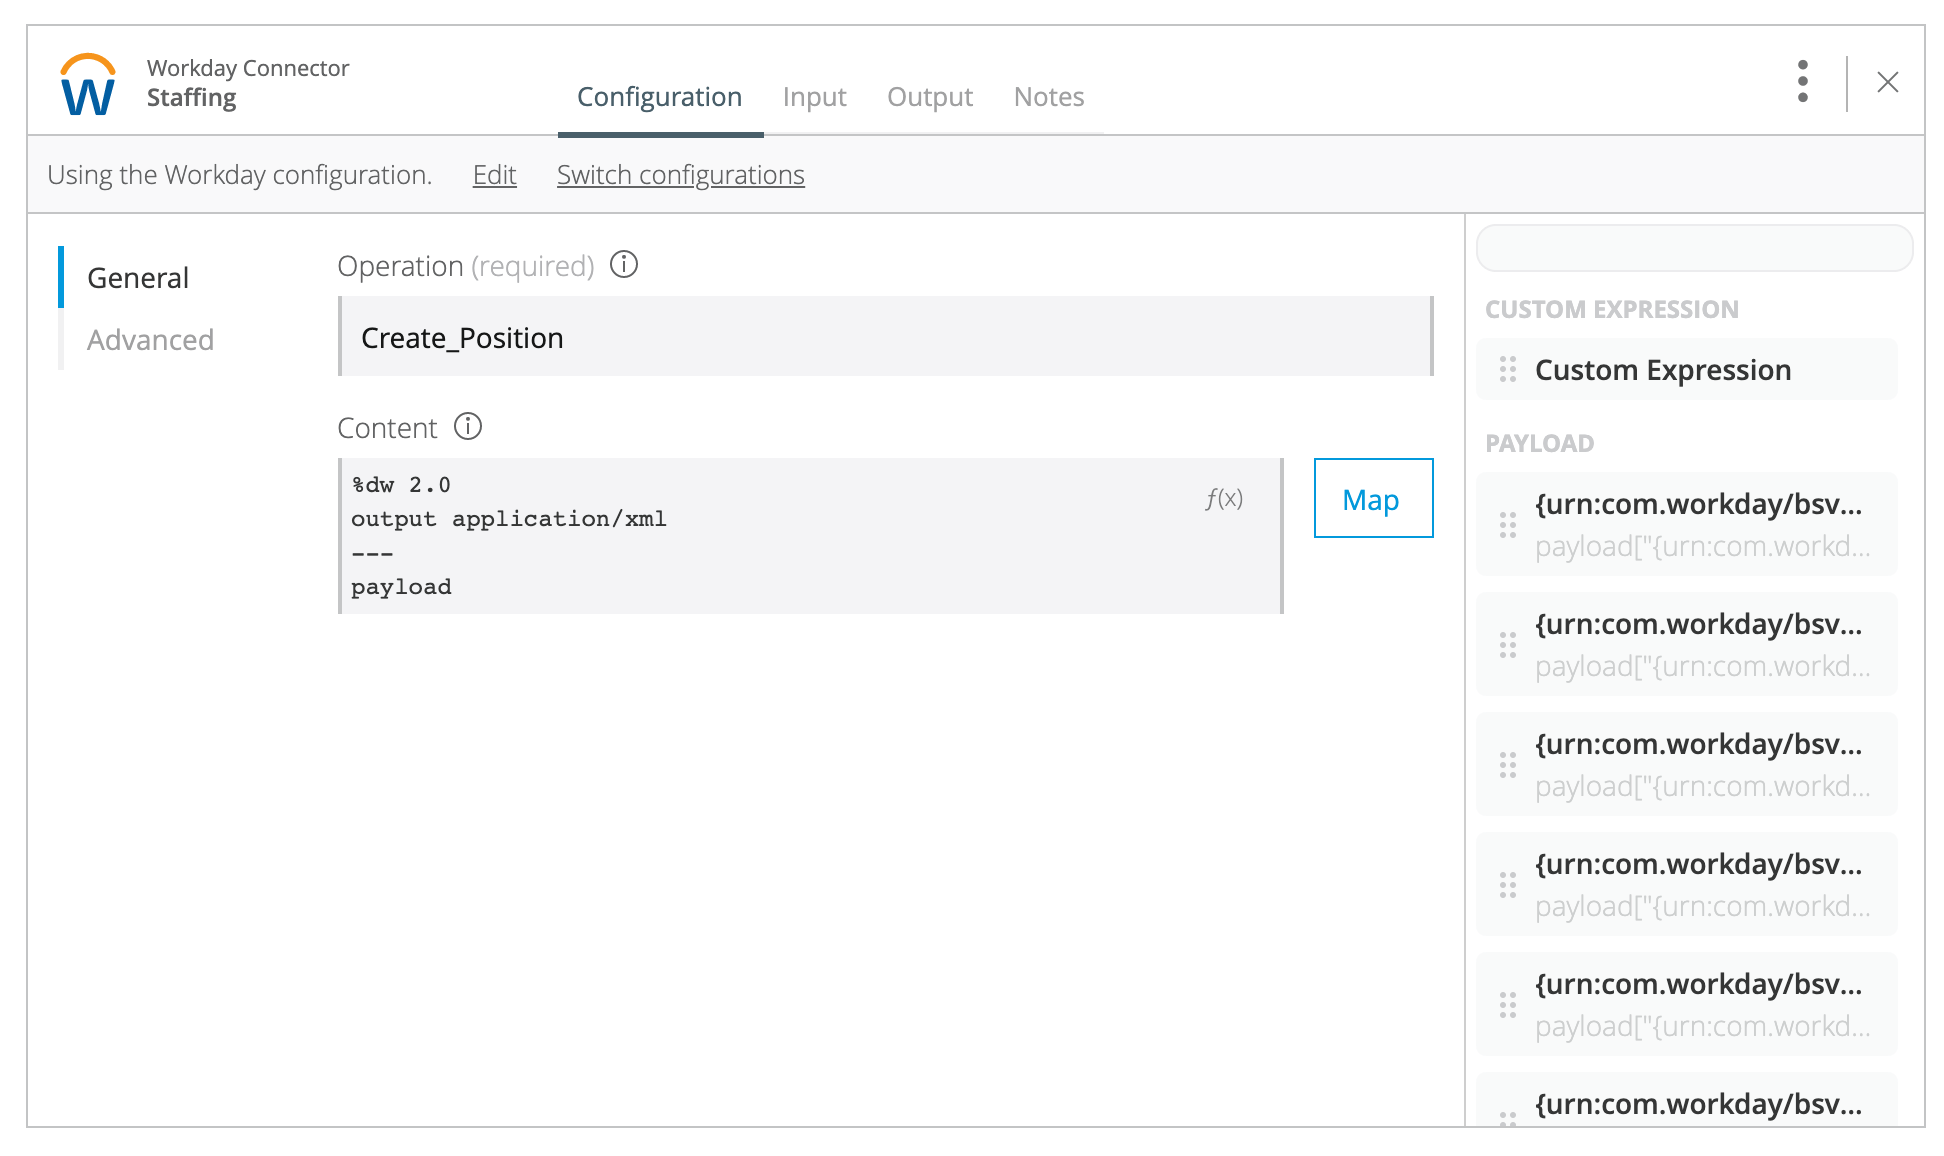 Workday Connector
Staffing
Configuration Input Output Notes
Using the Workday configuration. Edit Switch configurations
General
Advanced
Operation (required)
Create_Position
Content
%dw 2.0
output application/xml
---
payload
ƒ(x)
Map
CUSTOM EXPRESSION
Custom Expression
PAYLOAD
{urn:com.workday/bsv...
payload["{urn:com.workd...
{urn:com.workday/bsv...
payload["{urn:com.workd...
{urn:com.workday/bsv...
payload["{urn:com.workd...
{urn:com.workday/bsv...
payload["{urn:com.workd...
{urn:com.workday/bsv...
payload["{urn:com.workd...
{urn:com.workday/bsv...